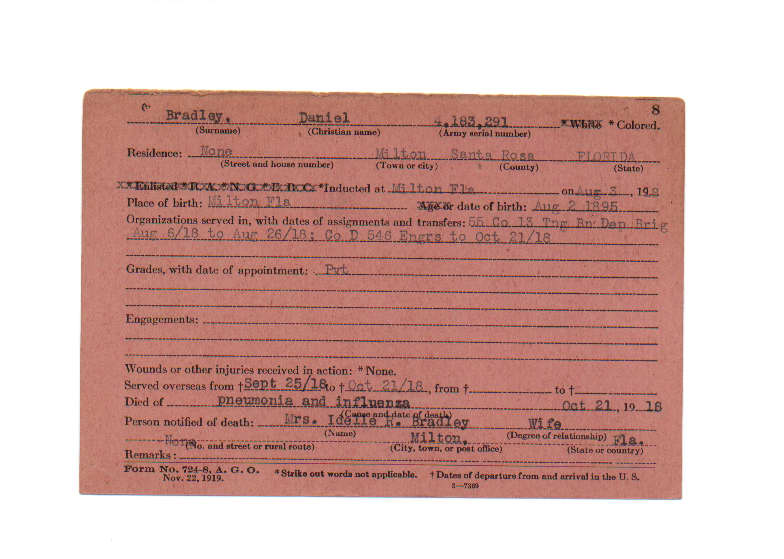 8
Bradley, Daniel 4,183,291 *White *Colored.
(Surname) (Christian name) (Army serial number)
Residence: None Milton Santa Rosa FLORIDA
(Street and house number) (Town or city) (County) (State)
*Enlisted *R. A. *N. G. *E. R. C. *Inducted at Milton Fla on Aug 3, 191 8
Place of birth: Milton Fla Age or date of birth: Aug 2 1895
Organizations served in, with dates of assignments and transfers: 55 Co 13 Tng Bn Dep Brig
Aug 6/18 to Aug 26/18; Co D 546 Engrs to Oct 21/18
Grades, with date of appointment: Pvt
Engagements:
Wounds or other injuries received in action: *None.
Served overseas from †Sept 25/18 to †Oct 21/18, from † to †
Died of pneumonia and influenza Oct 21, 19 18
(Cause and date of death)
Person notified of death: Mrs. Idelle R. Bradley Wife
(Name) (Degree of relationship)
None Milton, Fla.
(No. and street or rural route) (City, town, or post office) (State or country)
Remarks:
Form No. 724-8, A. G. O. *Strike out words not applicable. †Dates of departure from and arrival in the U. S.
Nov. 22, 1919. 3—7369